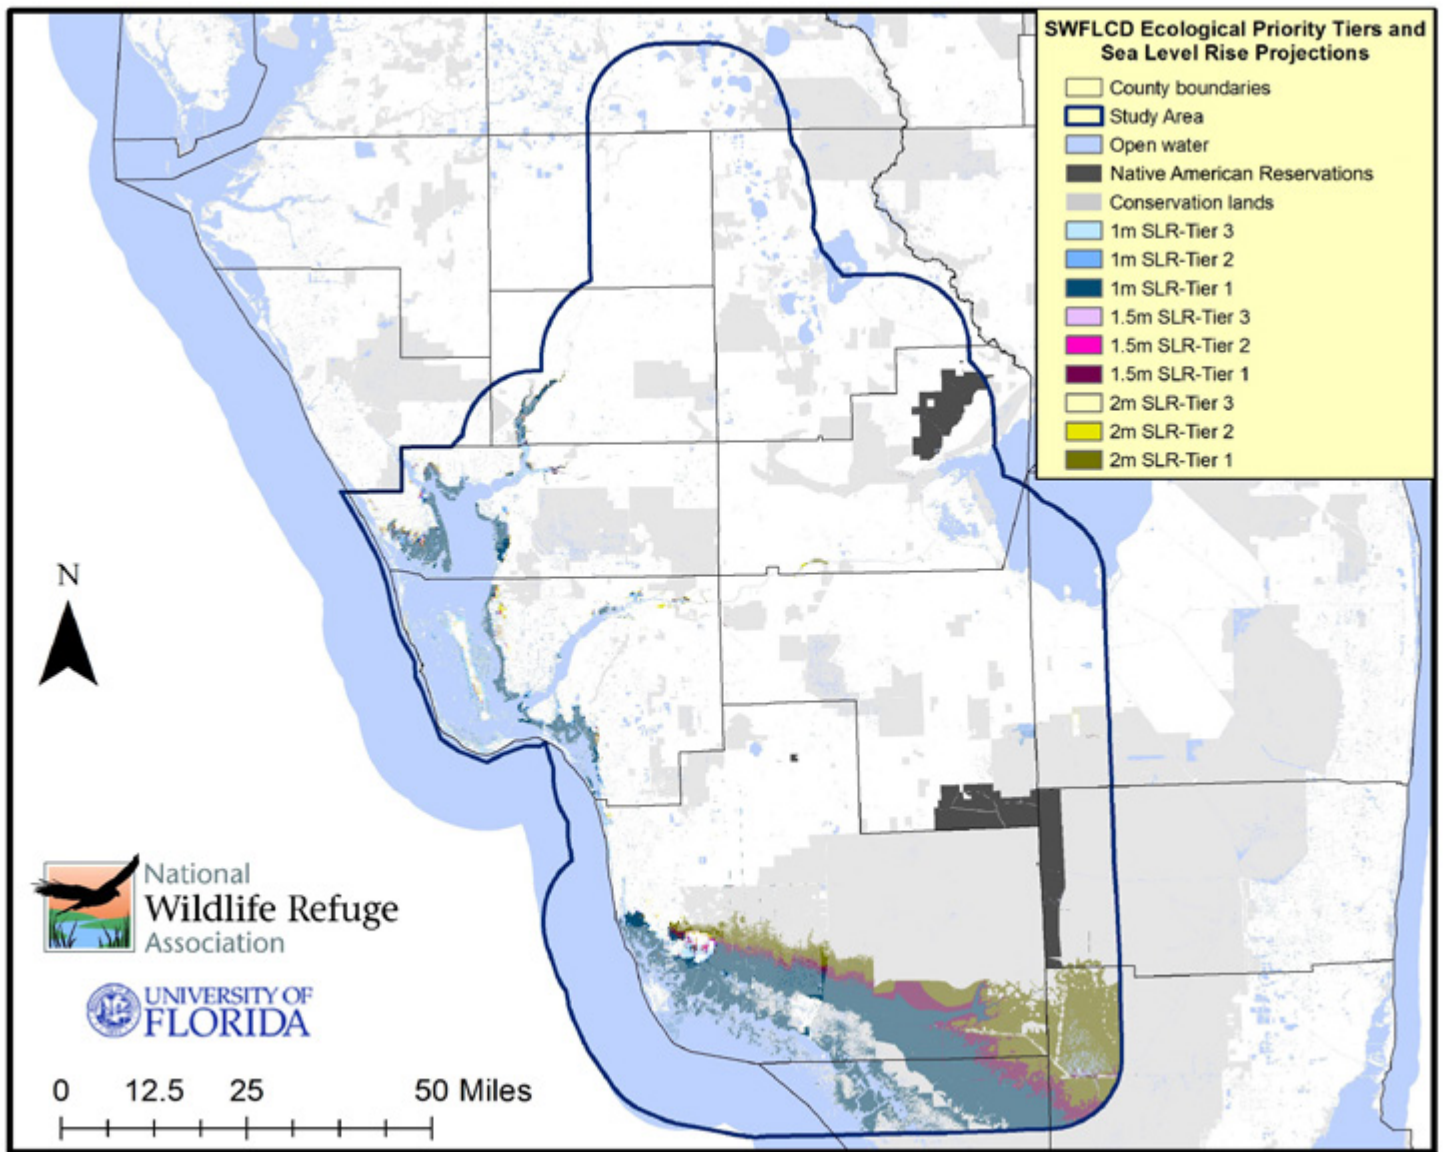 SWFLCD Ecological Priority Tiers and
Sea Level Rise Projections
County boundaries
Study Area
Open water
Native American Reservations
Conservation lands
1m SLR-Tier 3
1m SLR-Tier 2
1m SLR-Tier 1
1.5m SLR-Tier 3
1.5m SLR-Tier 2
1.5m SLR-Tier 1
2m SLR-Tier 3
2m SLR-Tier 2
2m SLR-Tier 1
N
National
Wildlife Refuge
Association
UNIVERSITY OF
FLORIDA
0 12.5 25 50 Miles